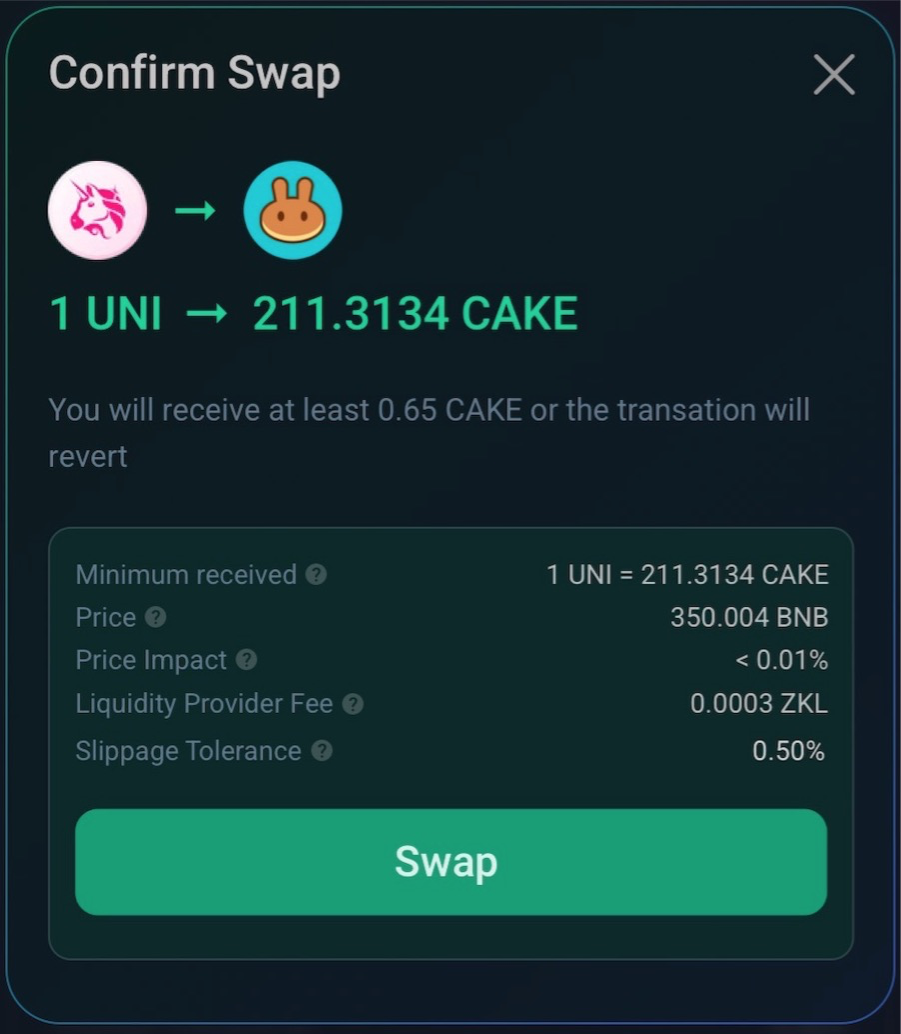 Confirm Swap
1 UNI → 211.3134 CAKE
You will receive at least 0.65 CAKE or the transation will
revert
Minimum received ? 1 UNI = 211.3134 CAKE
Price ? 350.004 BNB
Price Impact ? < 0.01%
Liquidity Provider Fee ? 0.0003 ZKL
Slippage Tolerance ? 0.50%
Swap